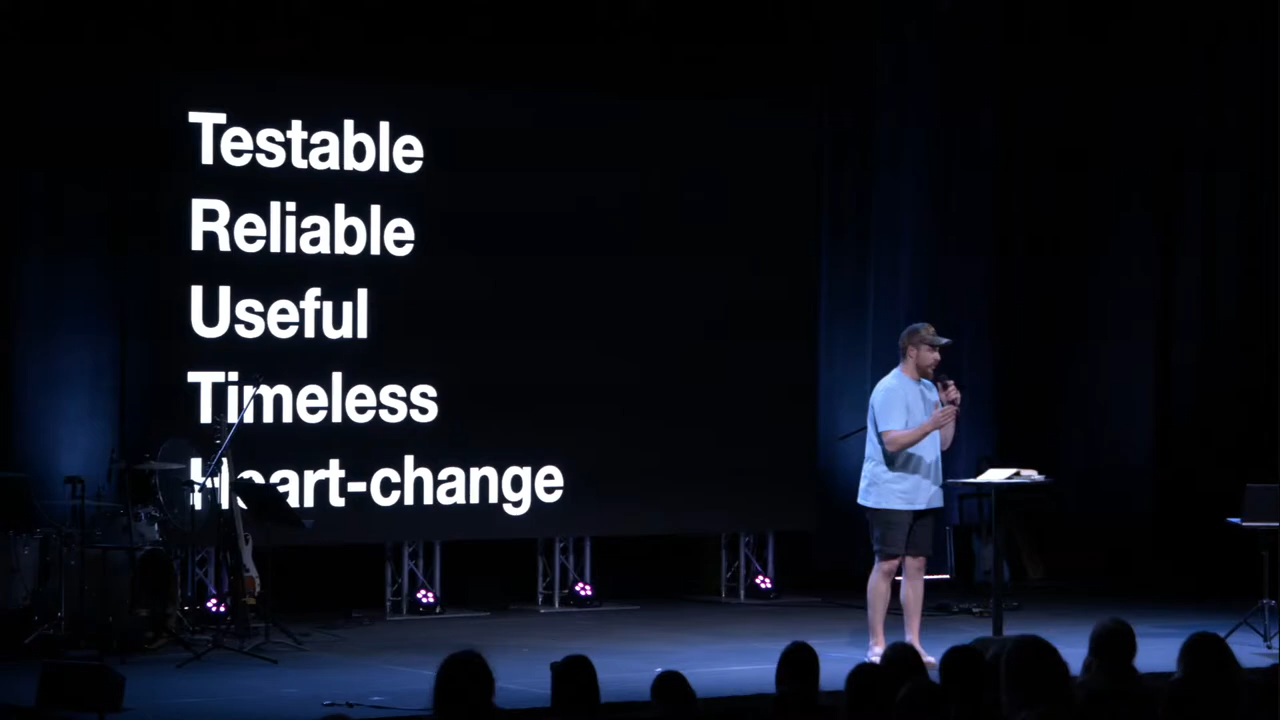 Testable
Reliable
Useful
Timeless
Heart-change